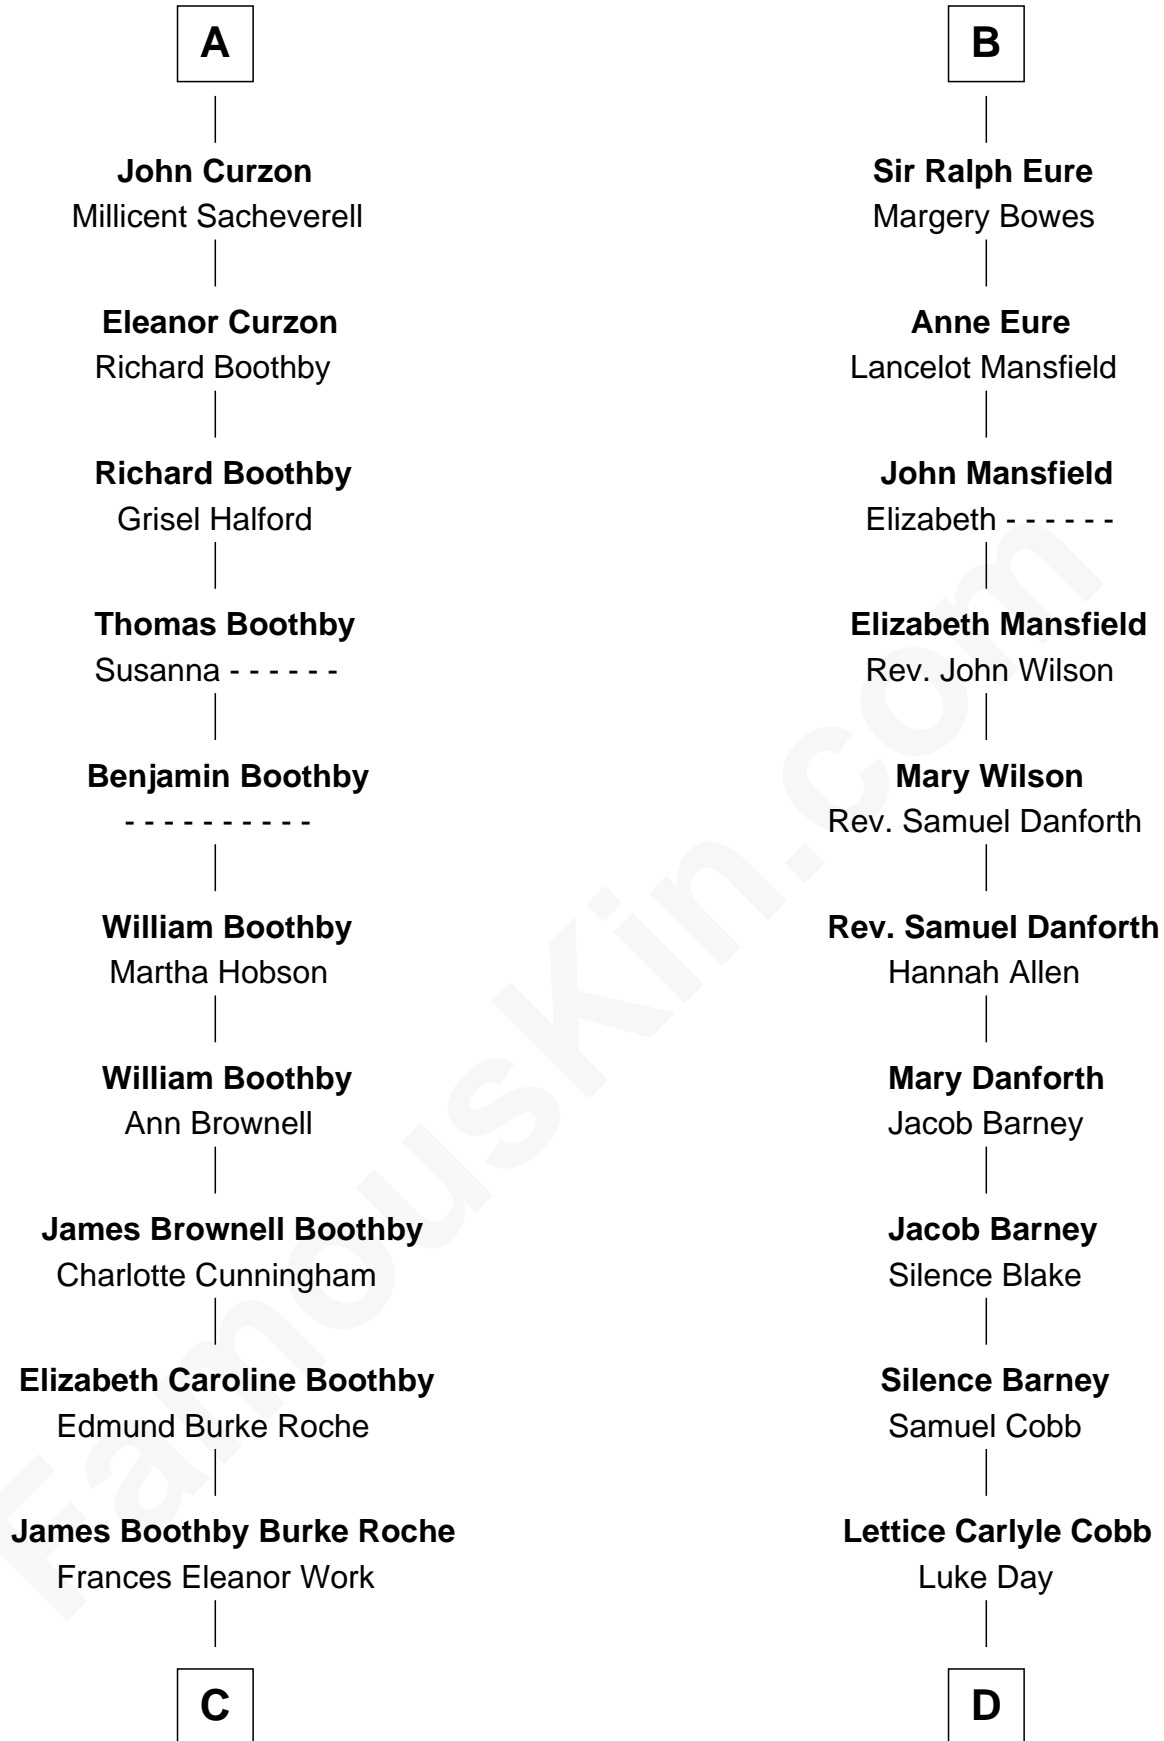 A
John Curzon
Millicent Sacheverell
Eleanor Curzon
Richard Boothby
Richard Boothby
Grisel Halford
Thomas Boothby
Susanna - - - - - -
Benjamin Boothby
- - - - - - - - - -
William Boothby
Martha Hobson
William Boothby
Ann Brownell
James Brownell Boothby
Charlotte Cunningham
Elizabeth Caroline Boothby
Edmund Burke Roche
James Boothby Burke Roche
Frances Eleanor Work
C
B
Sir Ralph Eure
Margery Bowes
Anne Eure
Lancelot Mansfield
John Mansfield
Elizabeth - - - - - -
Elizabeth Mansfield
Rev. John Wilson
Mary Wilson
Rev. Samuel Danforth
Rev. Samuel Danforth
Hannah Allen
Mary Danforth
Jacob Barney
Jacob Barney
Silence Blake
Silence Barney
Samuel Cobb
Lettice Carlyle Cobb
Luke Day
D
FamousKin.com